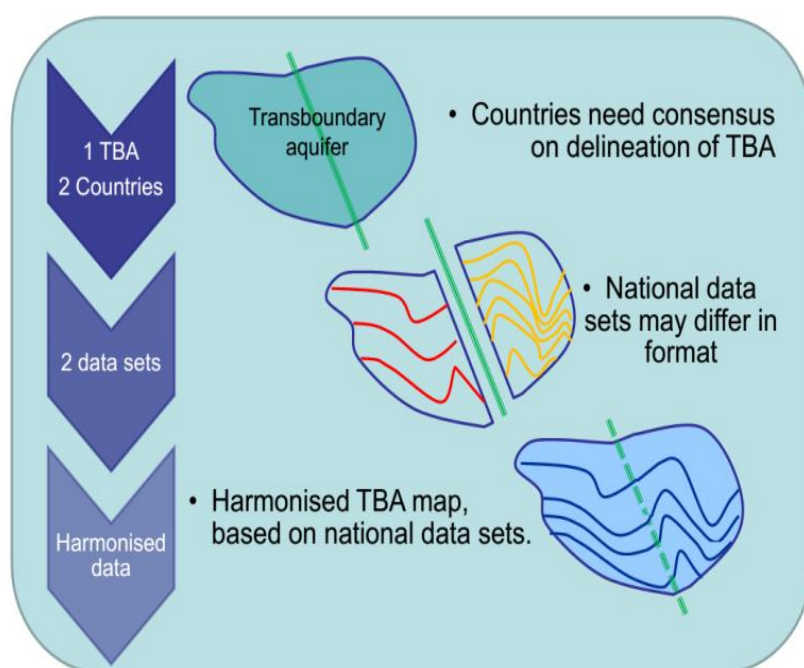 1 TBA
2 Countries
Transboundary
aquifer
• Countries need consensus
on delineation of TBA
2 data sets
• National data
sets may differ in
format
Harmonised
data
• Harmonised TBA map,
based on national data sets.